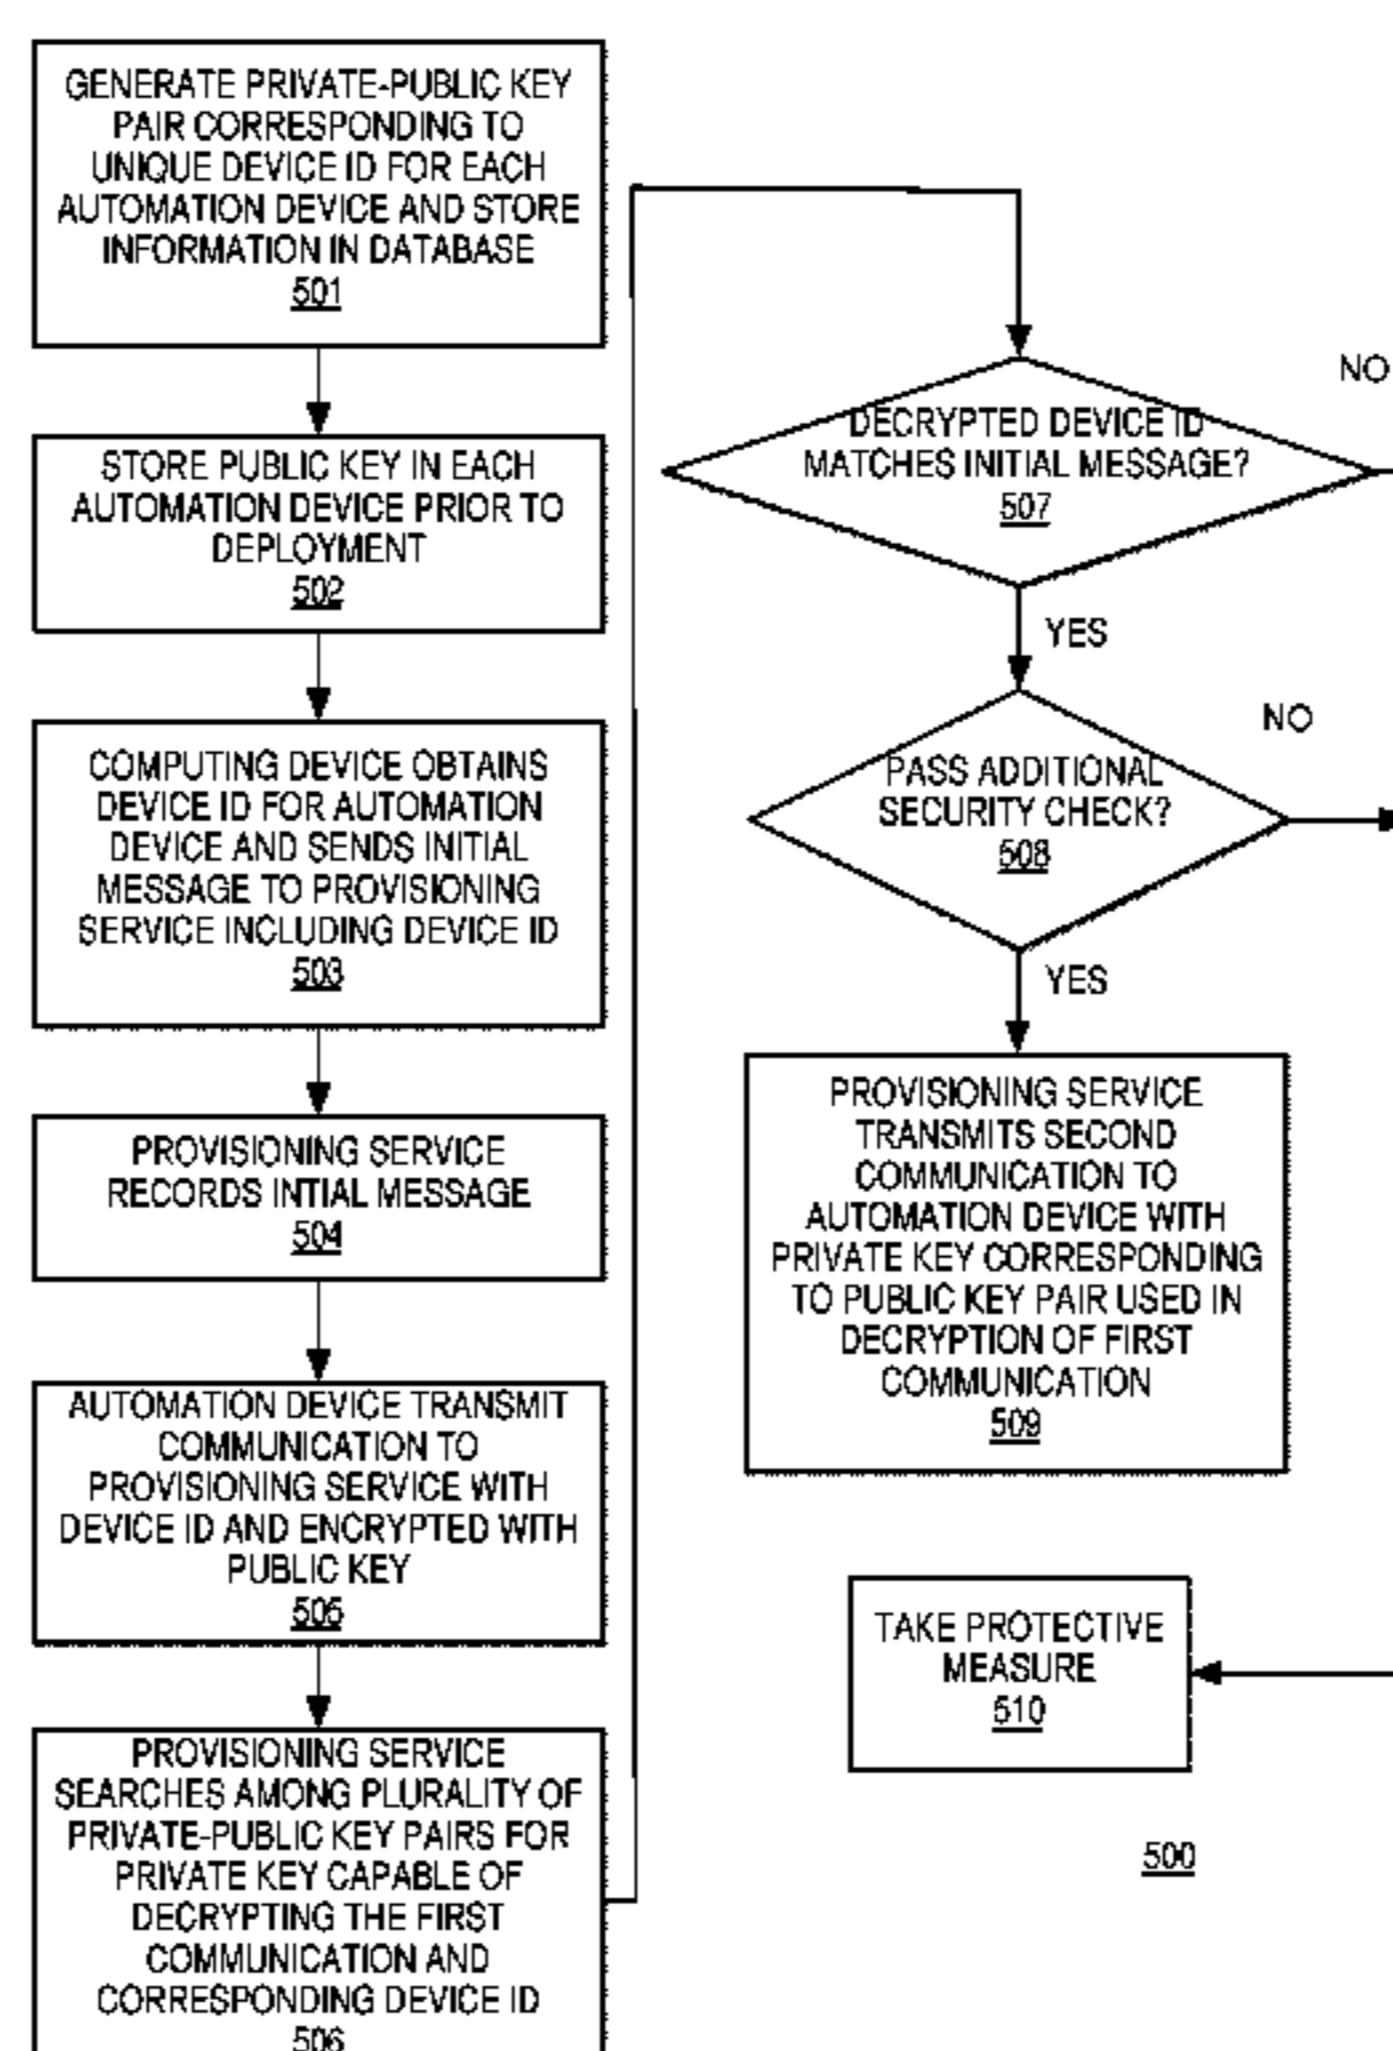 GENERATE PRIVATE-PUBLIC KEY
PAIR CORRESPONDING TO
UNIQUE DEVICE ID FOR EACH
AUTOMATION DEVICE AND STORE
INFORMATION IN DATABASE
501
STORE PUBLIC KEY IN EACH
AUTOMATION DEVICE PRIOR TO
DEPLOYMENT
502
COMPUTING DEVICE OBTAINS
DEVICE ID FOR AUTOMATION
DEVICE AND SENDS INITIAL
MESSAGE TO PROVISIONING
SERVICE INCLUDING DEVICE ID
503
PROVISIONING SERVICE
RECORDS INTIAL MESSAGE
504
AUTOMATION DEVICE TRANSMIT
COMMUNICATION TO
PROVISIONING SERVICE WITH
DEVICE ID AND ENCRYPTED WITH
PUBLIC KEY
505
PROVISIONING SERVICE
SEARCHES AMONG PLURALITY OF
PRIVATE-PUBLIC KEY PAIRS FOR
PRIVATE KEY CAPABLE OF
DECRYPTING THE FIRST
COMMUNICATION AND
CORRESPONDING DEVICE ID
506
DECRYPTED DEVICE ID
MATCHES INITIAL MESSAGE?
507
NO
YES
PASS ADDITIONAL
SECURITY CHECK?
508
NO
YES
PROVISIONING SERVICE
TRANSMITS SECOND
COMMUNICATION TO
AUTOMATION DEVICE WITH
PRIVATE KEY CORRESPONDING
TO PUBLIC KEY PAIR USED IN
DECRYPTION OF FIRST
COMMUNICATION
509
TAKE PROTECTIVE
MEASURE
510
500